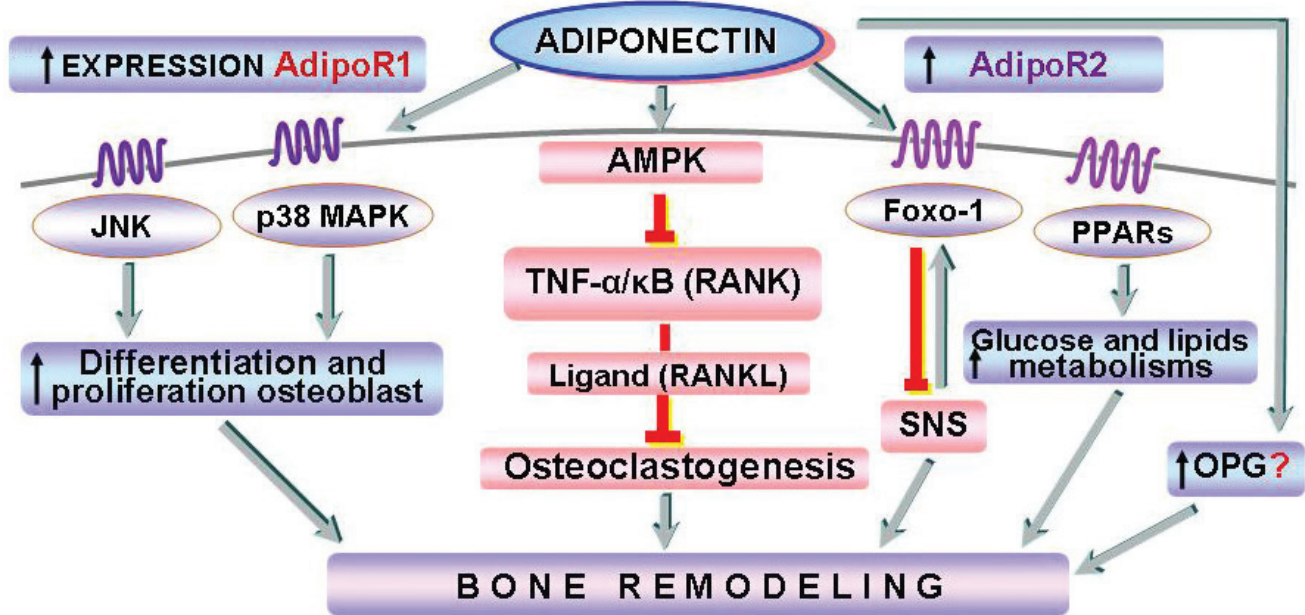 ADIPONECTIN
↑ EXPRESSION AdipoR1
↑ AdipoR2
JNK
p38 MAPK
AMPK
Foxo-1
PPARs
TNF-α/κB (RANK)
Ligand (RANKL)
Osteoclastogenesis
↑ Differentiation and
proliferation osteoblast
SNS
Glucose and lipids
↑ metabolisms
↑OPG?
BONE REMODELING